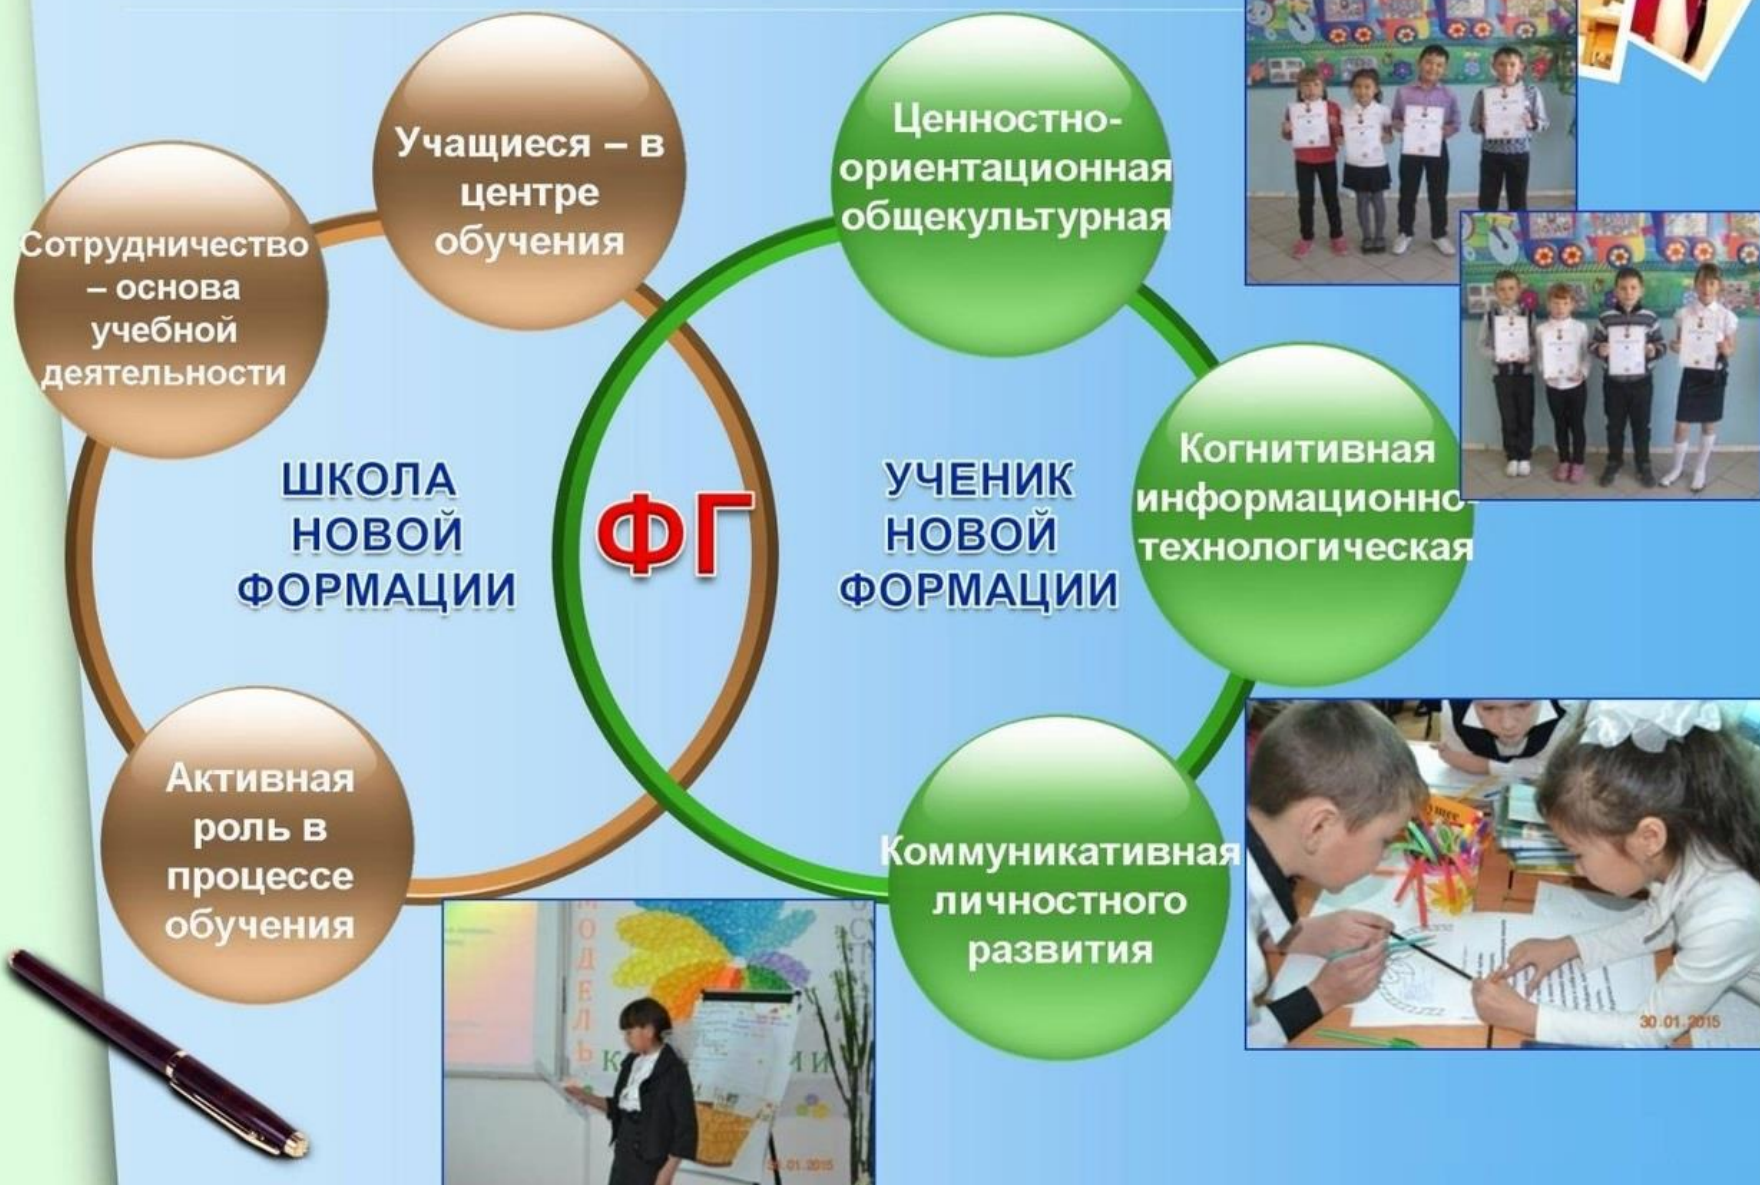 Учащиеся – в
центре
обучения
Сотрудничество
– основа
учебной
деятельности
Активная
роль в
процессе
обучения
ШКОЛА
НОВОЙ
ФОРМАЦИИ
ФГ
УЧЕНИК
НОВОЙ
ФОРМАЦИИ
Ценностно-
ориентационная
общекультурная
Когнитивная
информационно-
технологическая
Коммуникативная
личностного
развития
МОДЕЛЬ
30.01.2015
30.01.2015